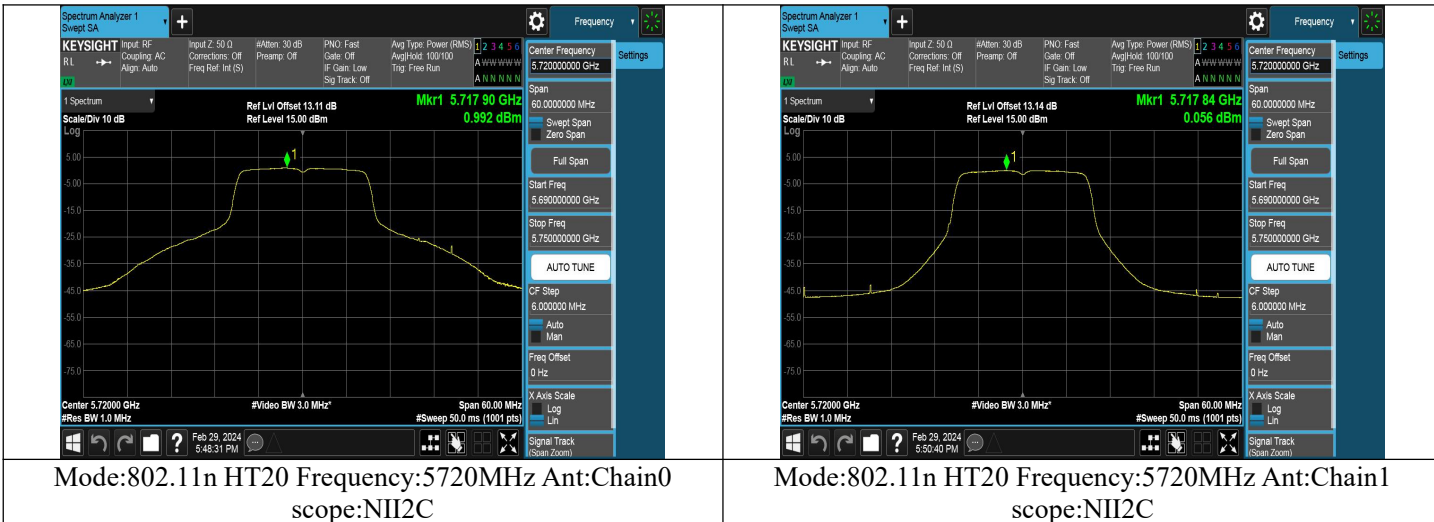 Spectrum Analyzer 1
Swept SA
+
Frequency
KEYSIGHT
R L
LXI
Input: RF
Coupling: AC
Align: Auto
Input Z: 50 Ω
Corrections: Off
Freq Ref: Int (S)
#Atten: 30 dB
Preamp: Off
PNO: Fast
Gate: Off
IF Gain: Low
Sig Track: Off
Avg Type: Power (RMS)
Avg|Hold: 100/100
Trig: Free Run
1 2 3 4 5 6
A W W W W W
A N N N N N
1 Spectrum
Scale/Div 10 dB
Log
Ref Lvl Offset 13.11 dB
Ref Level 15.00 dBm
Mkr1 5.717 90 GHz
0.992 dBm
1
5.00
-5.00
-15.0
-25.0
-35.0
-45.0
-55.0
-65.0
-75.0
Center 5.72000 GHz
#Res BW 1.0 MHz
#Video BW 3.0 MHz*
Span 60.00 MHz
#Sweep 50.0 ms (1001 pts)
?
Feb 29, 2024
5:48:31 PM
Center Frequency
5.720000000 GHz
Settings
Span
60.0000000 MHz
Swept Span
Zero Span
Full Span
Start Freq
5.690000000 GHz
Stop Freq
5.750000000 GHz
AUTO TUNE
CF Step
6.000000 MHz
Auto
Man
Freq Offset
0 Hz
X Axis Scale
Log
Lin
Signal Track
(Span Zoom)
Mode:802.11n HT20 Frequency:5720MHz Ant:Chain0
scope:NII2C
Spectrum Analyzer 1
Swept SA
+
Frequency
KEYSIGHT
R L
LXI
Input: RF
Coupling: AC
Align: Auto
Input Z: 50 Ω
Corrections: Off
Freq Ref: Int (S)
#Atten: 30 dB
Preamp: Off
PNO: Fast
Gate: Off
IF Gain: Low
Sig Track: Off
Avg Type: Power (RMS)
Avg|Hold: 100/100
Trig: Free Run
1 2 3 4 5 6
A W W W W W
A N N N N N
1 Spectrum
Scale/Div 10 dB
Log
Ref Lvl Offset 13.14 dB
Ref Level 15.00 dBm
Mkr1 5.717 84 GHz
0.056 dBm
1
5.00
-5.00
-15.0
-25.0
-35.0
-45.0
-55.0
-65.0
-75.0
Center 5.72000 GHz
#Res BW 1.0 MHz
#Video BW 3.0 MHz*
Span 60.00 MHz
#Sweep 50.0 ms (1001 pts)
?
Feb 29, 2024
5:50:40 PM
Center Frequency
5.720000000 GHz
Settings
Span
60.0000000 MHz
Swept Span
Zero Span
Full Span
Start Freq
5.690000000 GHz
Stop Freq
5.750000000 GHz
AUTO TUNE
CF Step
6.000000 MHz
Auto
Man
Freq Offset
0 Hz
X Axis Scale
Log
Lin
Signal Track
(Span Zoom)
Mode:802.11n HT20 Frequency:5720MHz Ant:Chain1
scope:NII2C